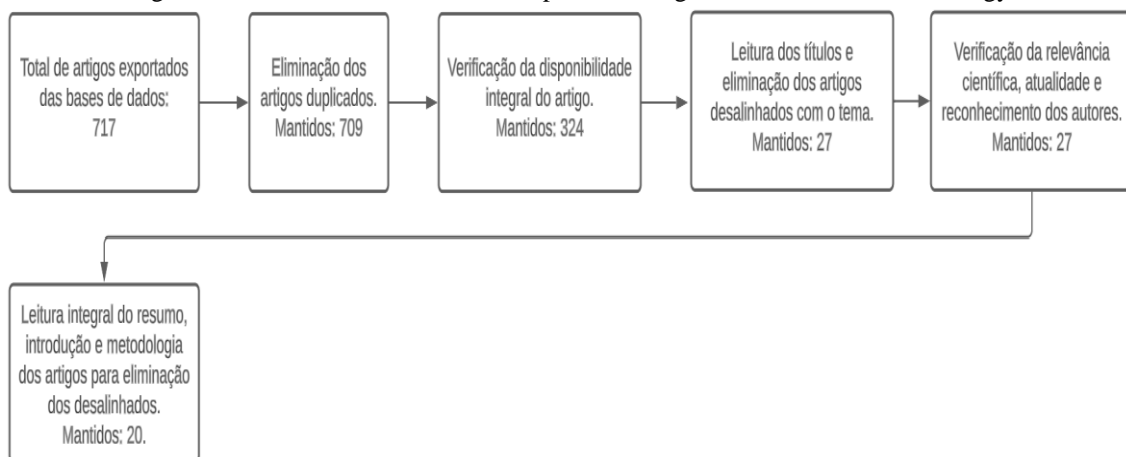 Total de artigos exportados
das bases de dados:
717
Eliminação dos
artigos duplicados.
Mantidos: 709
Verificação da disponibilidade
integral do artigo.
Mantidos: 324
Leitura dos títulos e
eliminação dos artigos
desalinhados com o tema.
Mantidos: 27
Verificação da relevância
científica, atualidade e
reconhecimento dos autores.
Mantidos: 27
Leitura integral do resumo,
introdução e metodologia
dos artigos para eliminação
dos desalinhados.
Mantidos: 20.